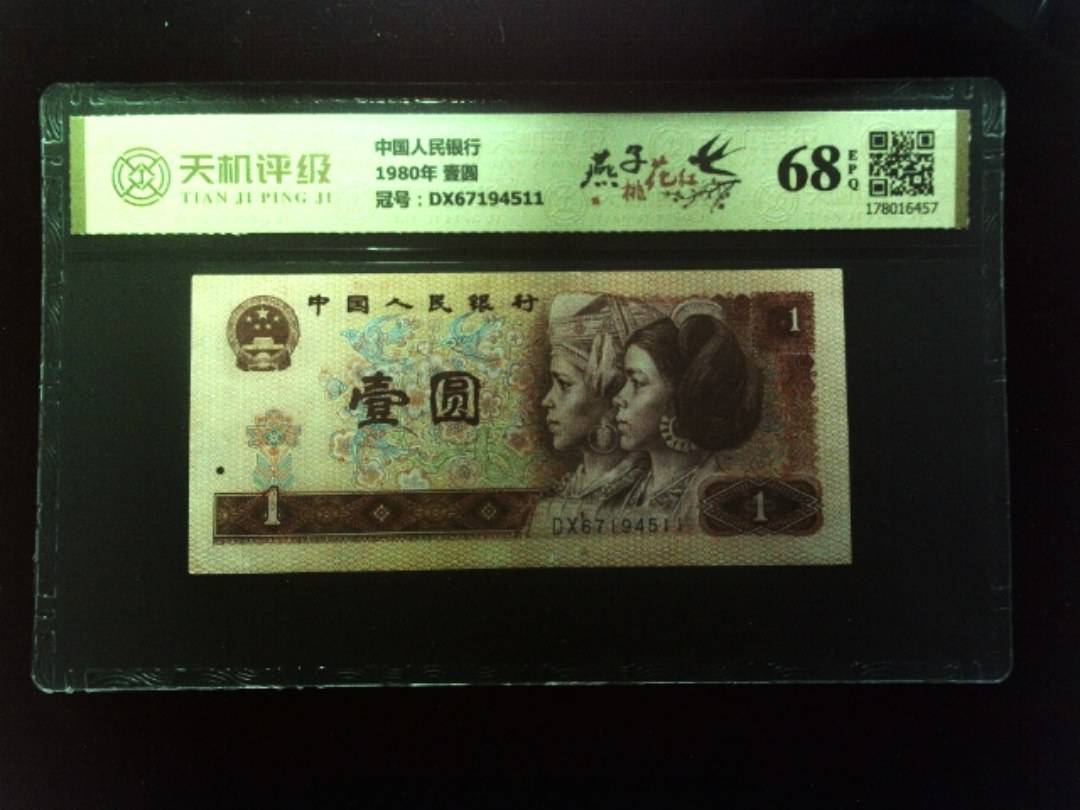 天机评级
TIAN JI PING JI
中国人民银行
1980年 壹圆
冠号：DX67194511
燕子
桃花红
68
EPQ
178016457
中国人民银行
1
壹圆
1
DX67194511
1